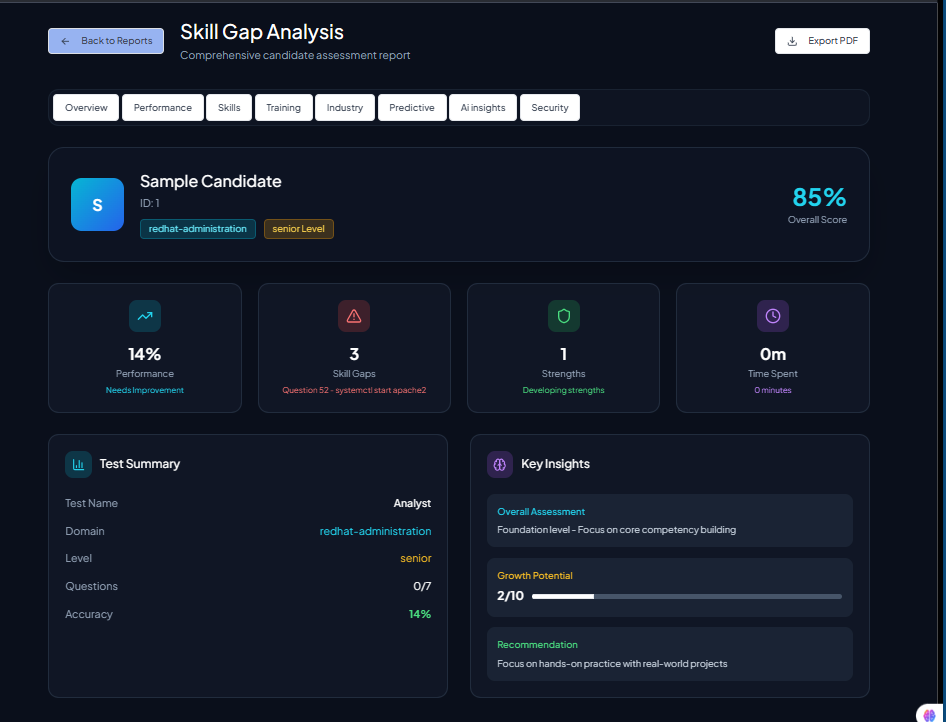 ← Back to Reports
Skill Gap Analysis
Comprehensive candidate assessment report
Export PDF
Overview
Performance
Skills
Training
Industry
Predictive
Ai insights
Security
S
Sample Candidate
ID: 1
redhat-administration
senior Level
85%
Overall Score
14%
Performance
Needs Improvement
3
Skill Gaps
Question 52 - systemctl start apache2
1
Strengths
Developing strengths
0m
Time Spent
0 minutes
Test Summary
Test Name Analyst
Domain redhat-administration
Level senior
Questions 0/7
Accuracy 14%
Key Insights
Overall Assessment
Foundation level - Focus on core competency building
Growth Potential
2/10
Recommendation
Focus on hands-on practice with real-world projects